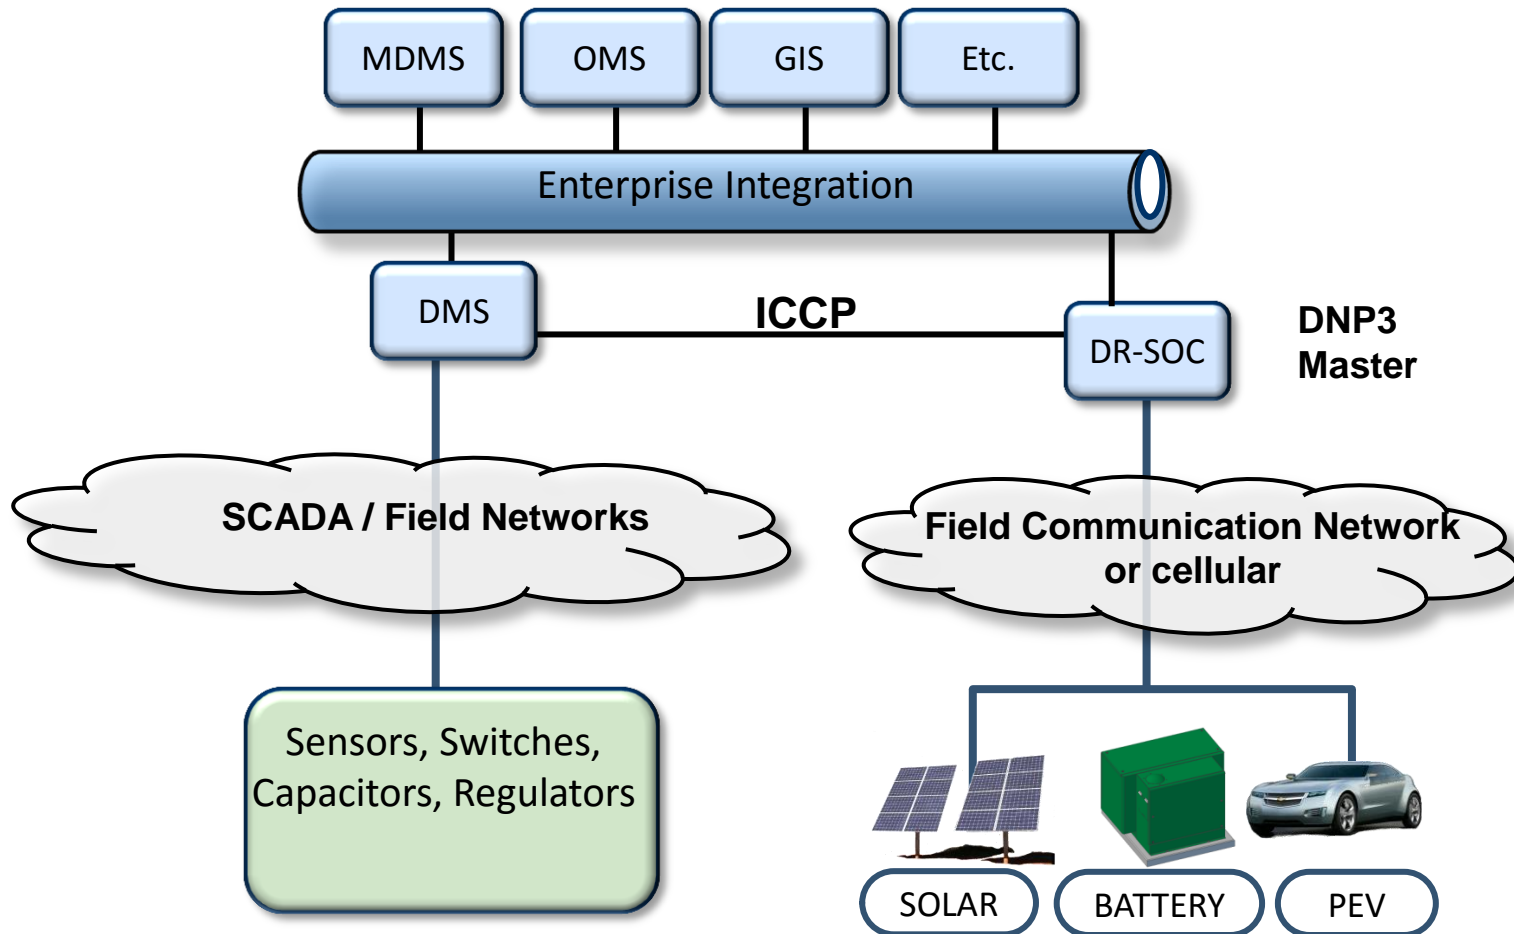 MDMS
OMS
GIS
Etc.
Enterprise Integration
DMS
ICCP
DR-SOC
DNP3
Master
SCADA / Field Networks
Field Communication Network
or cellular
Sensors, Switches,
Capacitors, Regulators
SOLAR
BATTERY
PEV